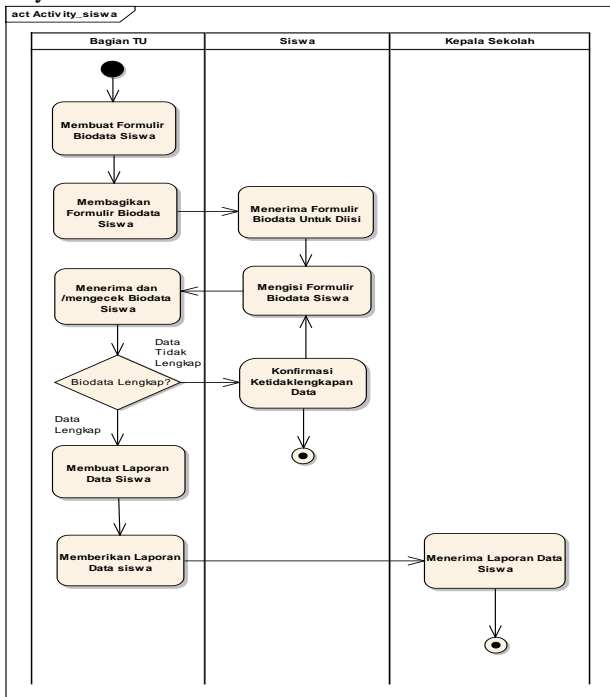 act Activity_siswa
Bagian TU
Siswa
Kepala Sekolah
Membuat Formulir
Biodata Siswa
Membagikan
Formulir Biodata
Siswa
Menerima Formulir
Biodata Untuk Diisi
Menerima dan
/mengecek Biodata
Siswa
Mengisi Formulir
Biodata Siswa
Data
Tidak
Lengkap
Biodata Lengkap?
Konfirmasi
Ketidaklengkapan
Data
Data
Lengkap
Membuat Laporan
Data Siswa
Memberikan Laporan
Data siswa
Menerima Laporan Data
Siswa